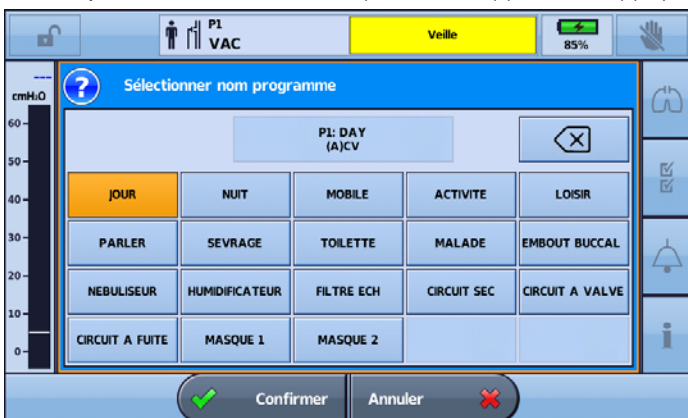 P1
VAC
Veille
85%
---
cmH₂O
? Sélectionner nom programme
P1: DAY
(A)CV
60
50
40
30
20
10
0
JOUR NUIT MOBILE ACTIVITE LOISIR
PARLER SEVRAGE TOILETTE MALADE EMBOUT BUCCAL
NEBULISEUR HUMIDIFICATEUR FILTRE ECH CIRCUIT SEC CIRCUIT A VALVE
CIRCUIT A FUITE MASQUE 1 MASQUE 2
Confirmer Annuler
i